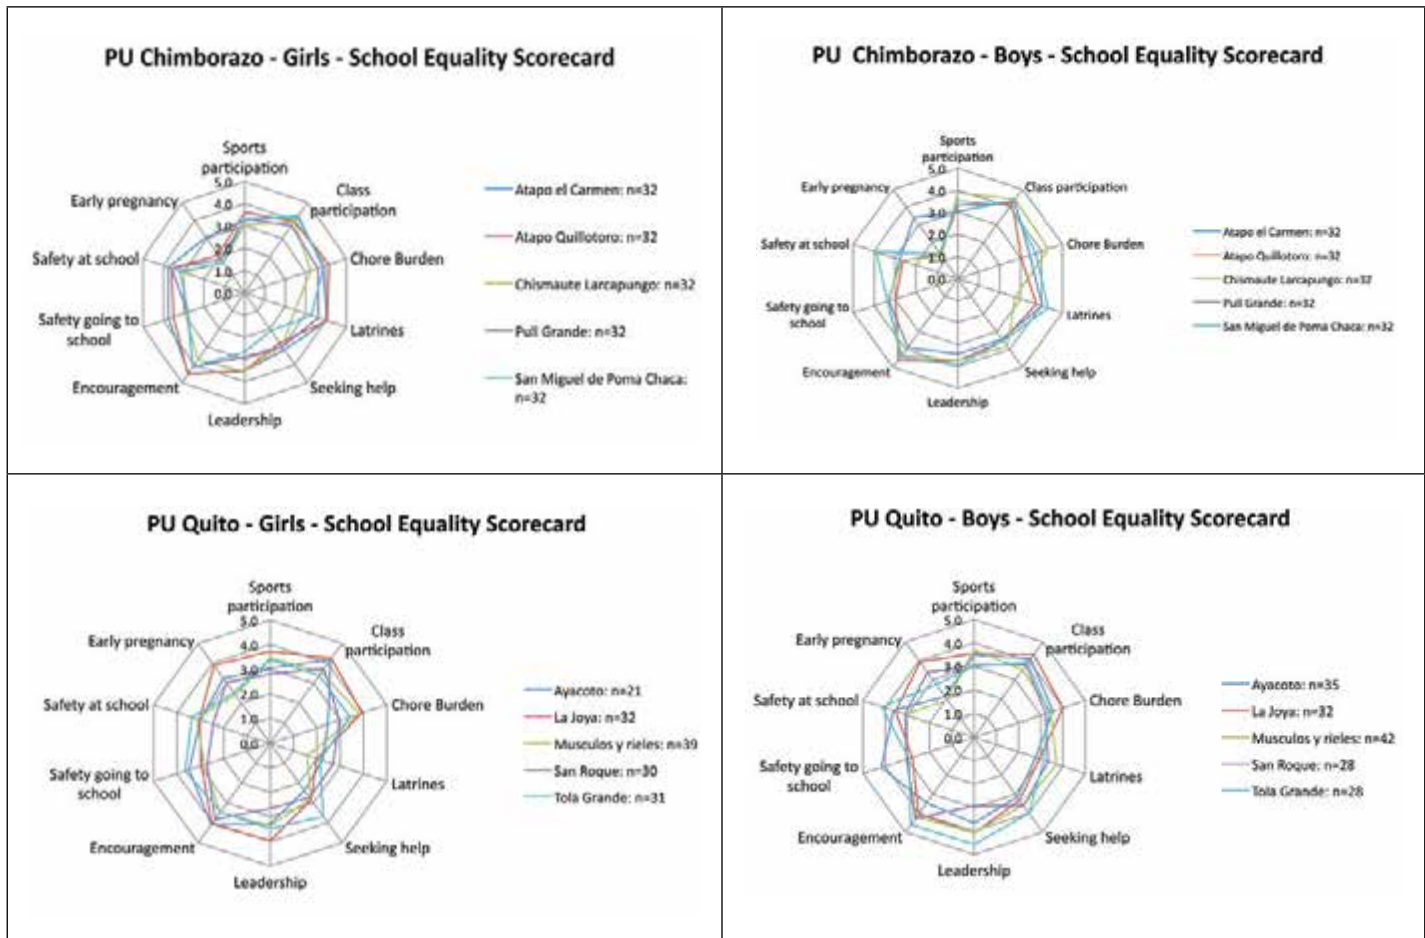 PU Chimborazo - Girls - School Equality Scorecard
Sports
participation
5.0
4.0
3.0
2.0
1.0
0.0
Class
participation
Chore Burden
Latrines
Seeking help
Leadership
Encouragement
Safety going to
school
Safety at school
Early pregnancy
Atapo el Carmen: n=32
Atapo Quillotoro: n=32
Chismaute Larcapungo: n=32
Pull Grande: n=32
San Miguel de Poma Chaca:
n=32
PU Chimborazo - Boys - School Equality Scorecard
Sports
participation
5.0
4.0
3.0
2.0
1.0
0.0
Class participation
Chore Burden
Latrines
Seeking help
Leadership
Encouragement
Safety going to
school
Safety at school
Early pregnancy
Atapo el Carmen: n=32
Atapo Quillotoro: n=32
Chismaute Larcapungo: n=32
Pull Grande: n=32
San Miguel de Poma Chaca: n=32
PU Quito - Girls - School Equality Scorecard
Sports
participation
5.0
4.0
3.0
2.0
1.0
0.0
Class
participation
Chore Burden
Latrines
Seeking help
Leadership
Encouragement
Safety going to
school
Safety at school
Early pregnancy
Ayacoto: n=21
La Joya: n=32
Musculos y rieles: n=39
San Roque: n=30
Tola Grande: n=31
PU Quito - Boys - School Equality Scorecard
Sports
participation
5.0
4.0
3.0
2.0
1.0
0.0
Class
participation
Chore Burden
Latrines
Seeking help
Leadership
Encouragement
Safety going to
school
Safety at school
Early pregnancy
Ayacoto: n=35
La Joya: n=32
Musculos y rieles: n=42
San Roque: n=28
Tola Grande: n=28